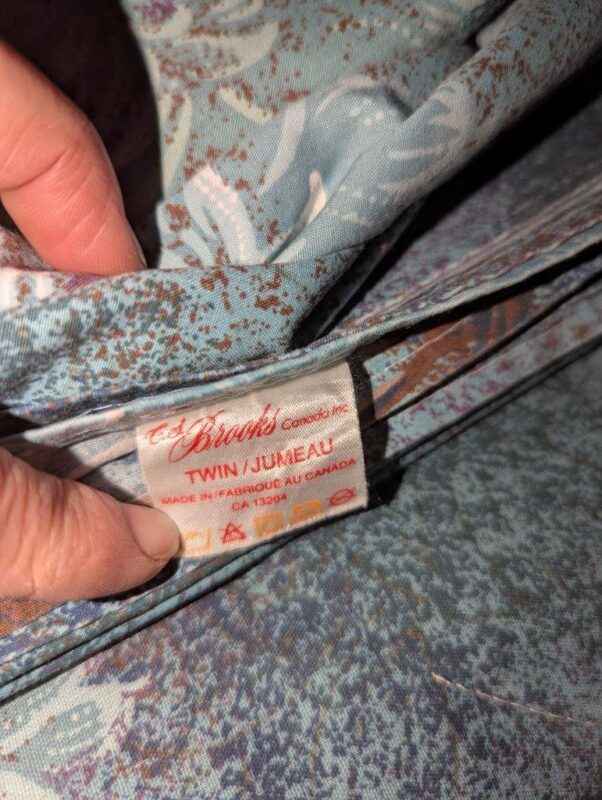 C.S. Brooks Canada Inc.
TWIN/JUMEAU
MADE IN/FABRIQUÉ AU CANADA
CA 13204